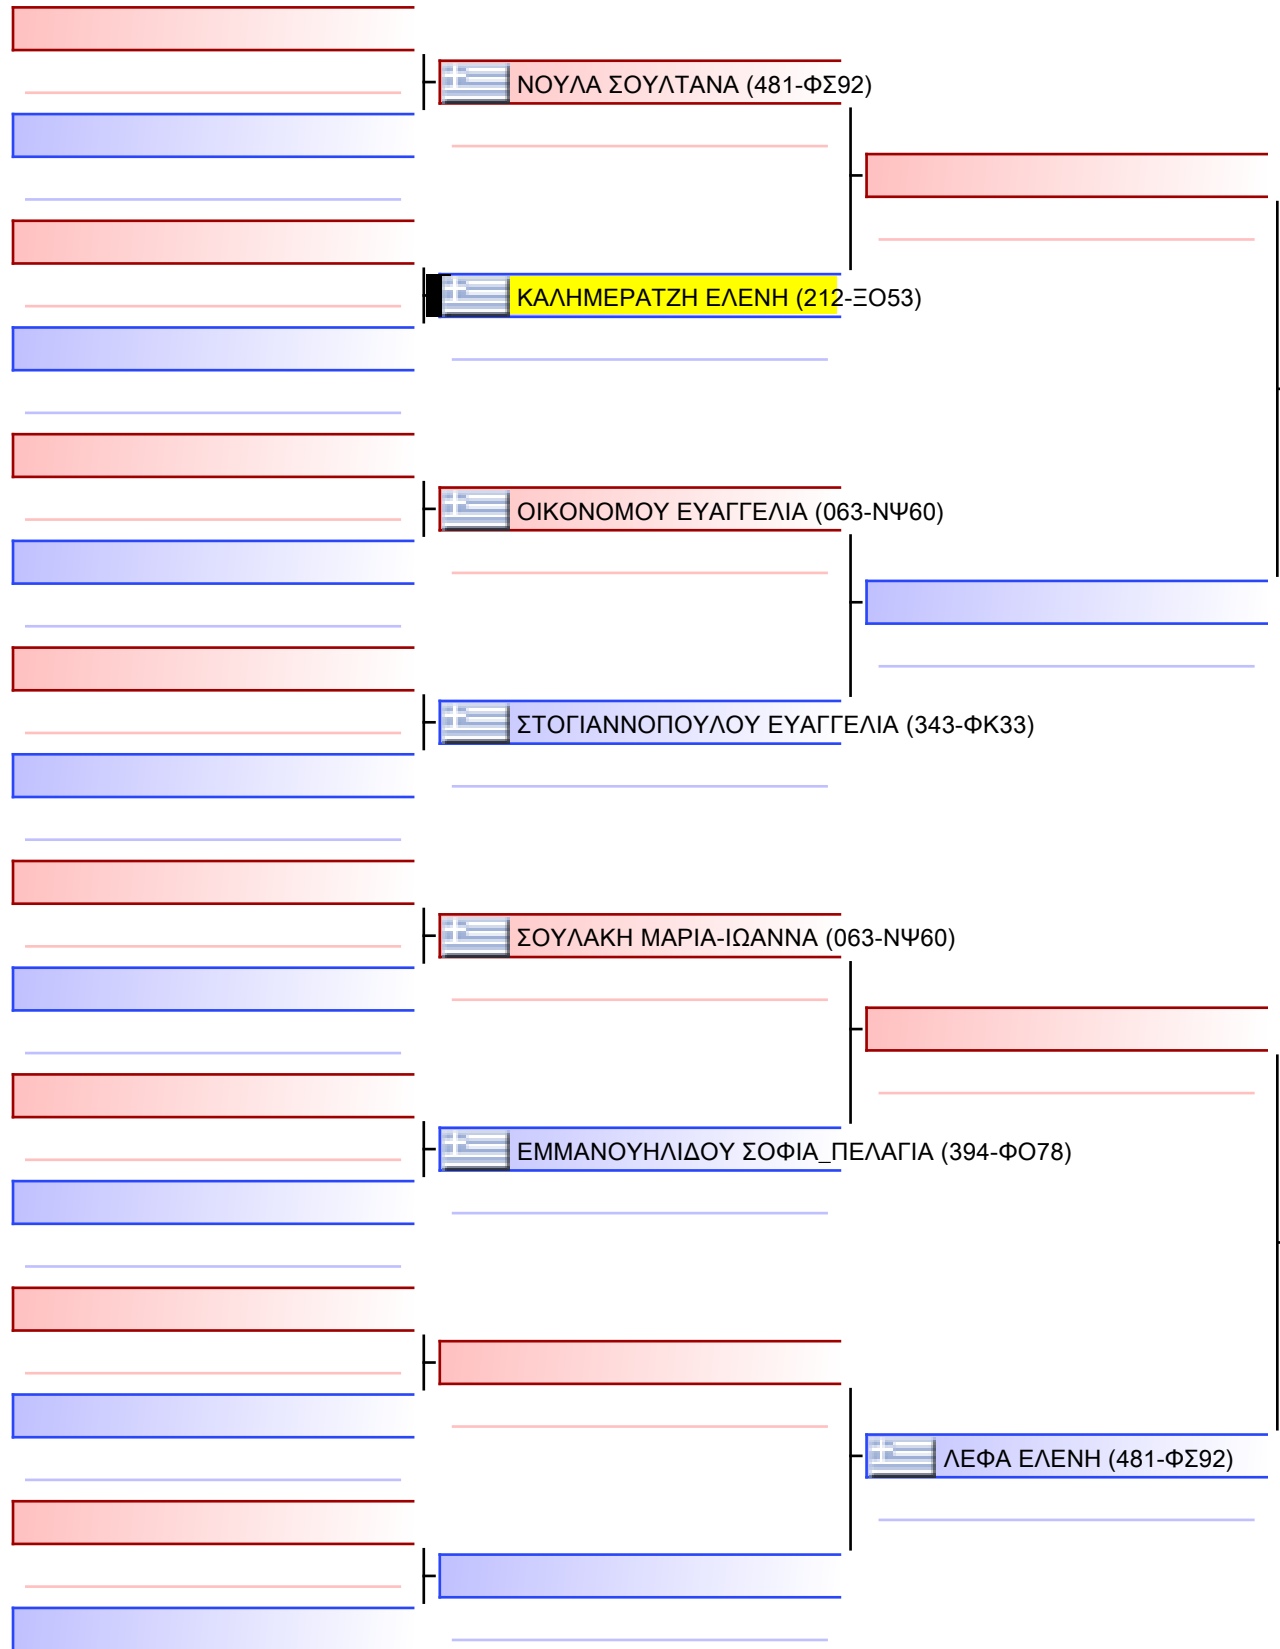 ΝΟΥΛΑ ΣΟΥΛΤΑΝΑ (481-ΦΣ92)
ΚΑΛΗΜΕΡΑΤΖΗ ΕΛΕΝΗ (212-ΞΟ53)
ΟΙΚΟΝΟΜΟΥ ΕΥΑΓΓΕΛΙΑ (063-ΝΨ60)
ΣΤΟΓΙΑΝΝΟΠΟΥΛΟΥ ΕΥΑΓΓΕΛΙΑ (343-ΦΚ33)
ΣΟΥΛΑΚΗ ΜΑΡΙΑ-ΙΩΑΝΝΑ (063-ΝΨ60)
ΕΜΜΑΝΟΥΗΛΙΔΟΥ ΣΟΦΙΑ_ΠΕΛΑΓΙΑ (394-ΦΟ78)
ΛΕΦΑ ΕΛΕΝΗ (481-ΦΣ92)